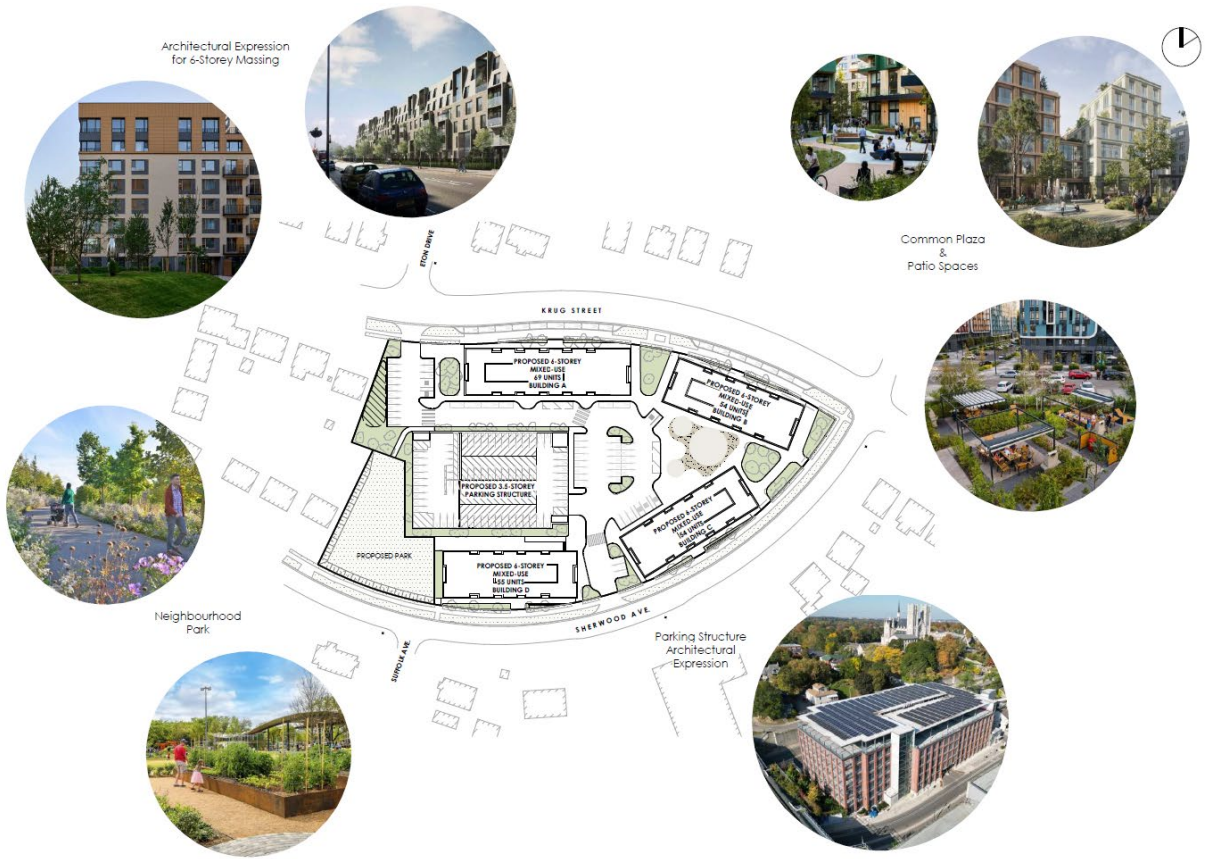 Architectural Expression
for 6-Storey Massing
Common Plaza
&
Patio Spaces
ETON DRIVE
KRUG STREET
PROPOSED 6-STOREY
MIXED-USE
69 UNITS
BUILDING A
PROPOSED 6-STOREY
MIXED-USE
54 UNITS
BUILDING B
PROPOSED 3.5-STOREY
PARKING STRUCTURE
PROPOSED 6-STOREY
MIXED-USE
54 UNITS
BUILDING C
PROPOSED PARK
PROPOSED 6-STOREY
MIXED-USE
55 UNITS
BUILDING D
SHERWOOD AVE.
SUFFOLK AVE.
Neighbourhood
Park
Parking Structure
Architectural
Expression